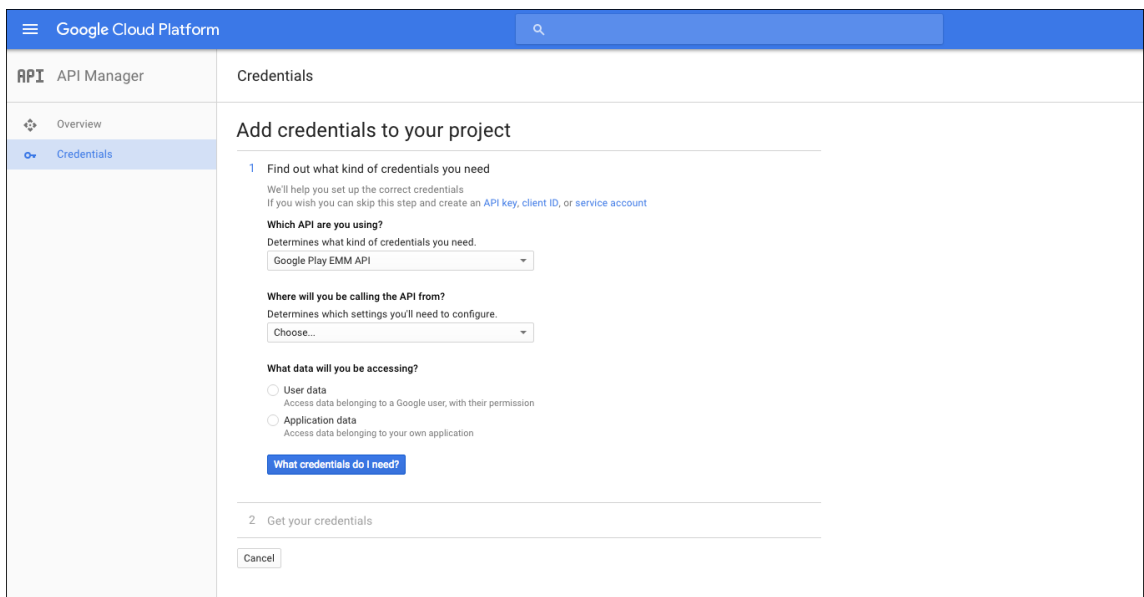 Google Cloud Platform
API API Manager
Credentials
Overview
Credentials
Add credentials to your project
1 Find out what kind of credentials you need
We'll help you set up the correct credentials
If you wish you can skip this step and create an API key, client ID, or service account
Which API are you using?
Determines what kind of credentials you need.
Google Play EMM API
Where will you be calling the API from?
Determines which settings you'll need to configure.
Choose...
What data will you be accessing?
User data
Access data belonging to a Google user, with their permission
Application data
Access data belonging to your own application
What credentials do I need?
2 Get your credentials
Cancel